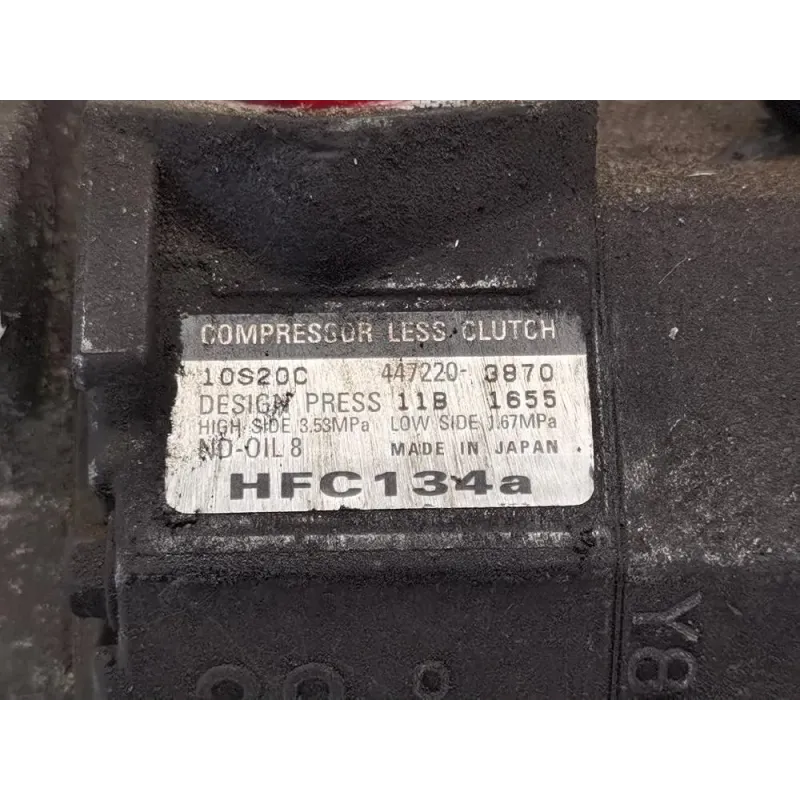 COMPRESSOR LESS CLUTCH
10S20C 447220-3870
DESIGN PRESS 11B 1655
HIGH SIDE 3.53MPa LOW SIDE 1.67MPa
ND-OIL 8 MADE IN JAPAN
HFC134a
Y8